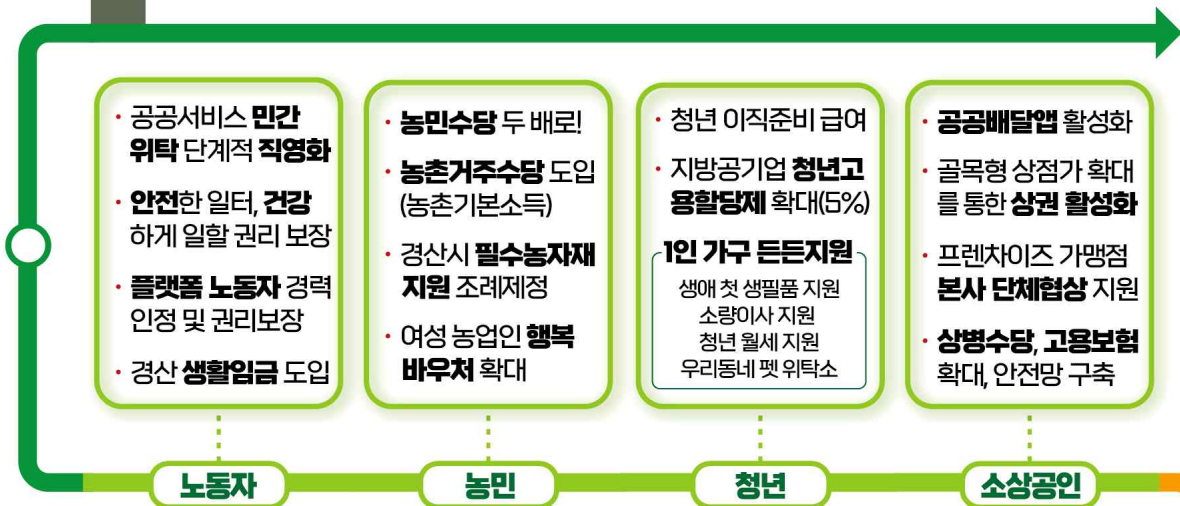 · 공공서비스 민간
위탁 단계적 직영화
· 안전한 일터, 건강
하게 일할 권리 보장
· 플랫폼 노동자 경력
인정 및 권리보장
· 경산 생활임금 도입
노동자
· 농민수당 두 배로!
· 농촌거주수당 도입
(농촌기본소득)
· 경산시 필수농자재
지원 조례제정
· 여성 농업인 행복
바우처 확대
농민
· 청년 이직준비 급여
· 지방공기업 청년고
용할당제 확대(5%)
1인 가구 든든지원
생애 첫 생필품 지원
소량이사 지원
청년 월세 지원
우리동네 펫 위탁소
청년
· 공공배달앱 활성화
· 골목형 상점가 확대
를 통한 상권 활성화
· 프렌차이즈 가맹점
본사 단체협상 지원
· 상병수당, 고용보험
확대, 안전망 구축
소상공인